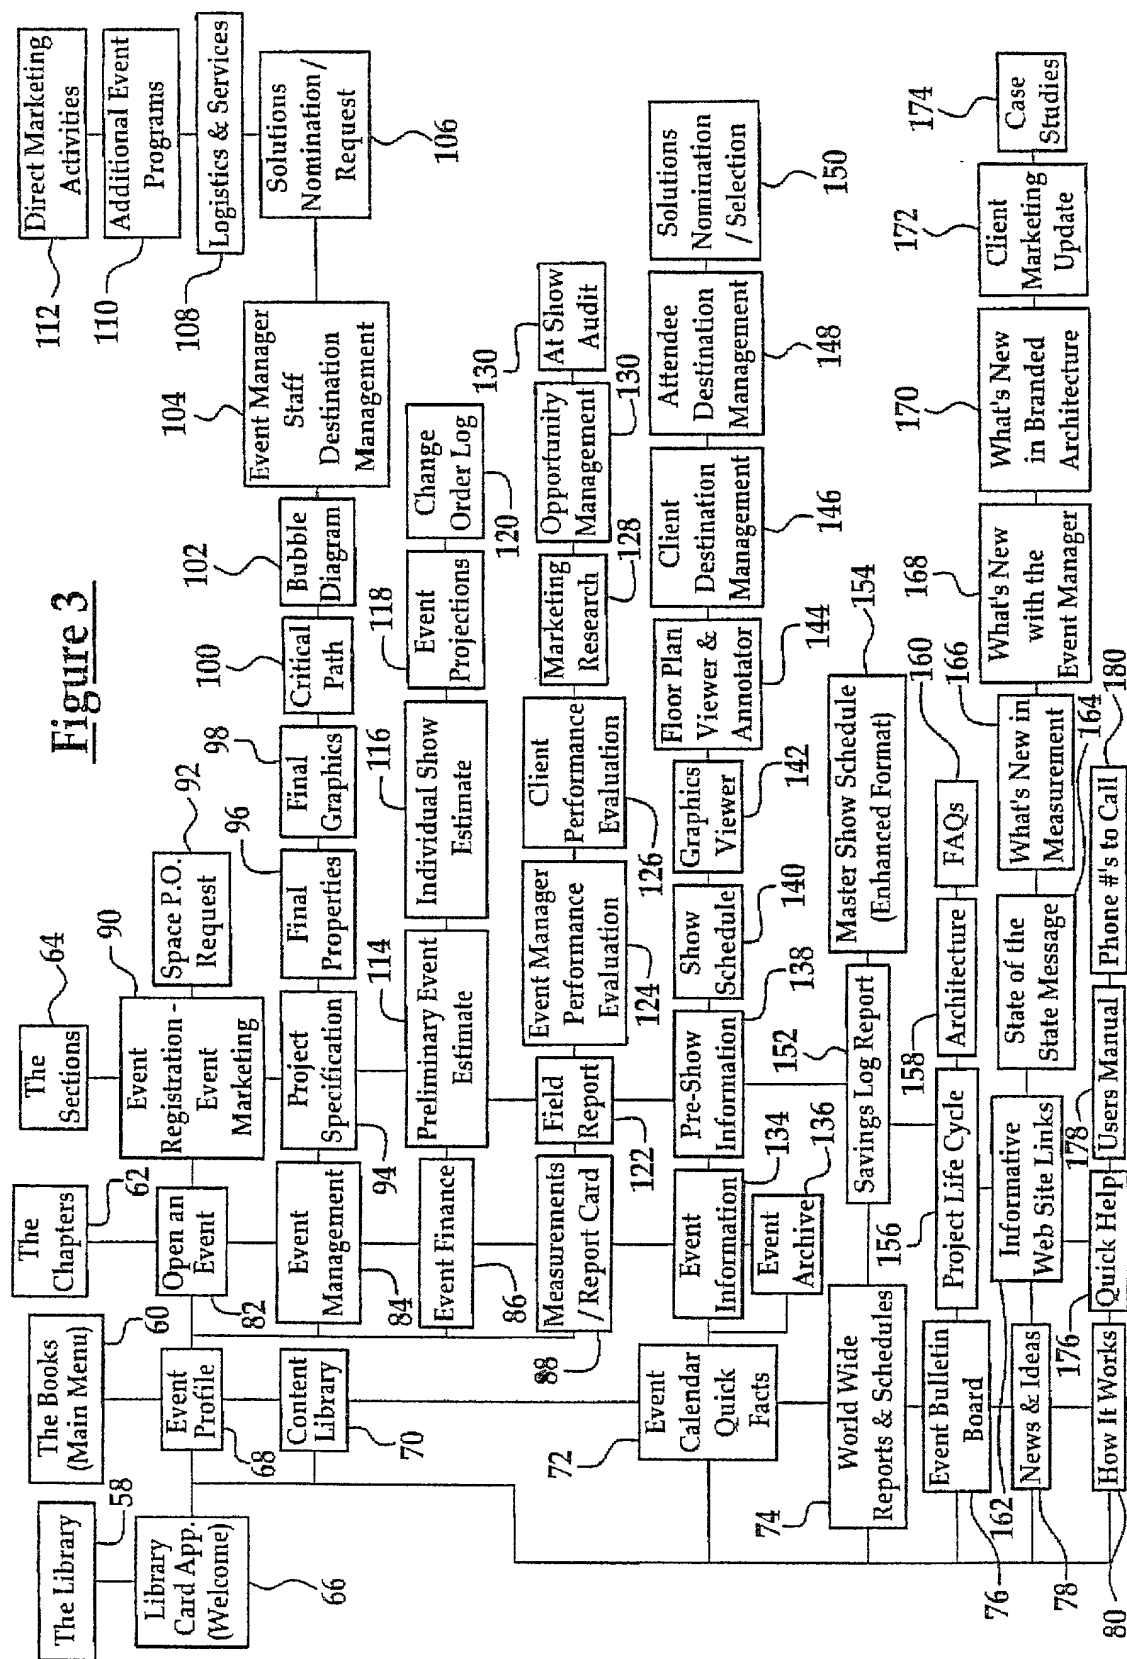 Figure 3
The Library
58
The Books
(Main Menu)
60
The
Chapters
62
The
Sections
64
Direct Marketing
Activities
112
Additional Event
Programs
110
Logistics & Services
108
Solutions
Nomination/
Request
106
Library
Card App.
(Welcome)
66
Event
Profile
68
Open an
Event
82
Event
Registration -
Event
Marketing
90
Space P.O.
Request
92
Content
Library
70
Event
Management
84
Project
Specification
94
Final
Properties
96
Final
Graphics
98
Critical
Path
100
Bubble
Diagram
102
Event Manager
Staff
Destination
Management
104
Event Finance
86
Preliminary Event
Estimate
114
Individual Show
Estimate
116
Event
Projections
118
Change
Order Log
120
Measurements
/ Report Card
88
Field
Report
122
Event Manager
Performance
Evaluation
124
Client
Performance
Evaluation
126
Marketing
Research
128
Opportunity
Management
130
At Show
Audit
130
Event
Calendar
Quick
Facts
72
Event
Information
134
Event
Archive
136
Pre-Show
Information
138
Show
Schedule
140
Graphics
Viewer
142
Floor Plan
Viewer &
Annotator
144
Client
Destination
Management
146
Attendee
Destination
Management
148
Solutions
Nomination
/ Selection
150
World Wide
Reports & Schedules
74
Savings Log Report
152
Master Show Schedule
(Enhanced Format)
154
Event Bulletin
Board
76
Project Life Cycle
156
Architecture
158
FAQs
160
News & Ideas
78
Informative
Web Site Links
162
State of the
State Message
164
What's New in
Measurement
166
What's New
with the
Event Manager
168
What's New
in Branded
Architecture
170
Client
Marketing
Update
172
Case
Studies
174
How It Works
80
Quick Help
176
Users Manual
178
Phone #'s to Call
180